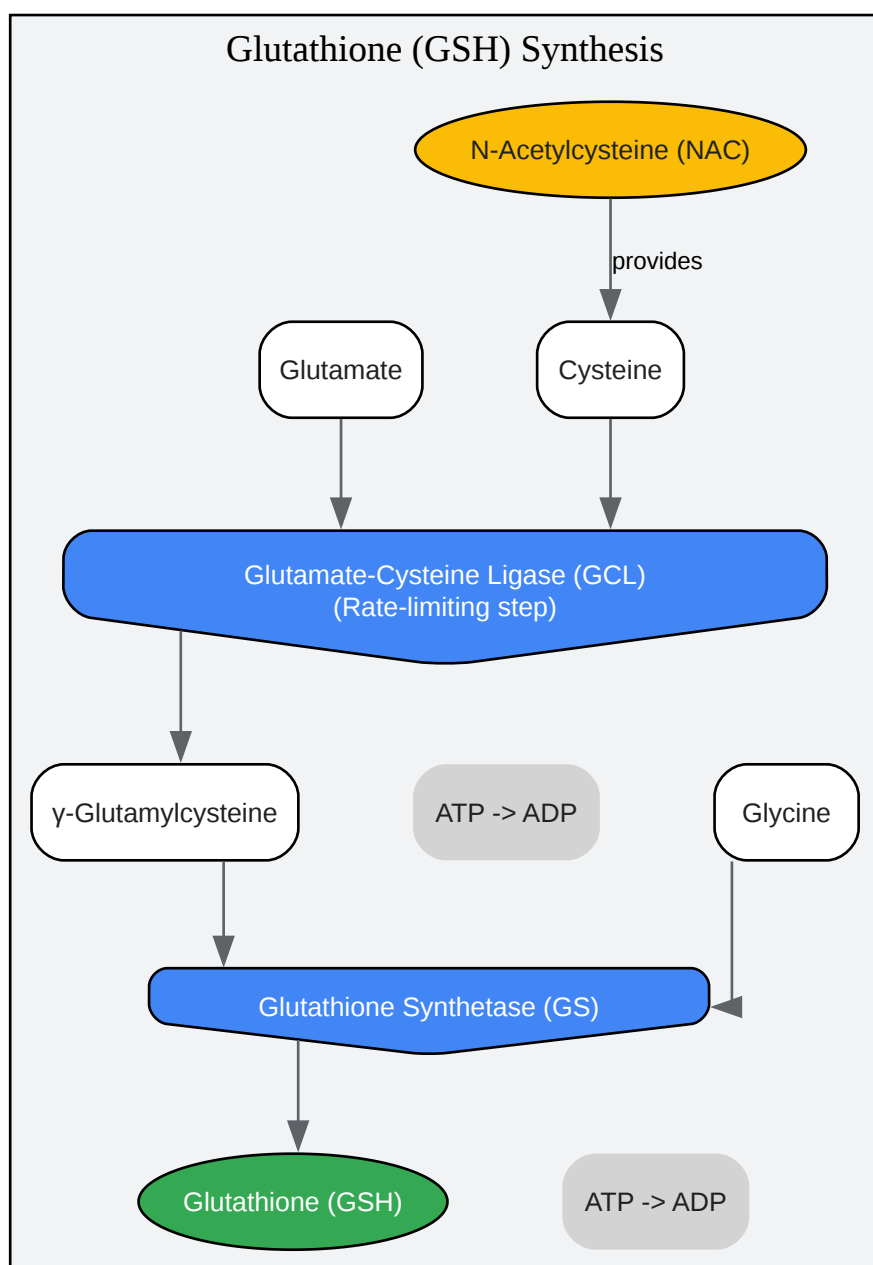 Glutathione (GSH) Synthesis
N-Acetylcysteine (NAC)
provides
Glutamate
Cysteine
Glutamate-Cysteine Ligase (GCL)
(Rate-limiting step)
γ-Glutamylcysteine
ATP -> ADP
Glycine
Glutathione Synthetase (GS)
Glutathione (GSH)
ATP -> ADP